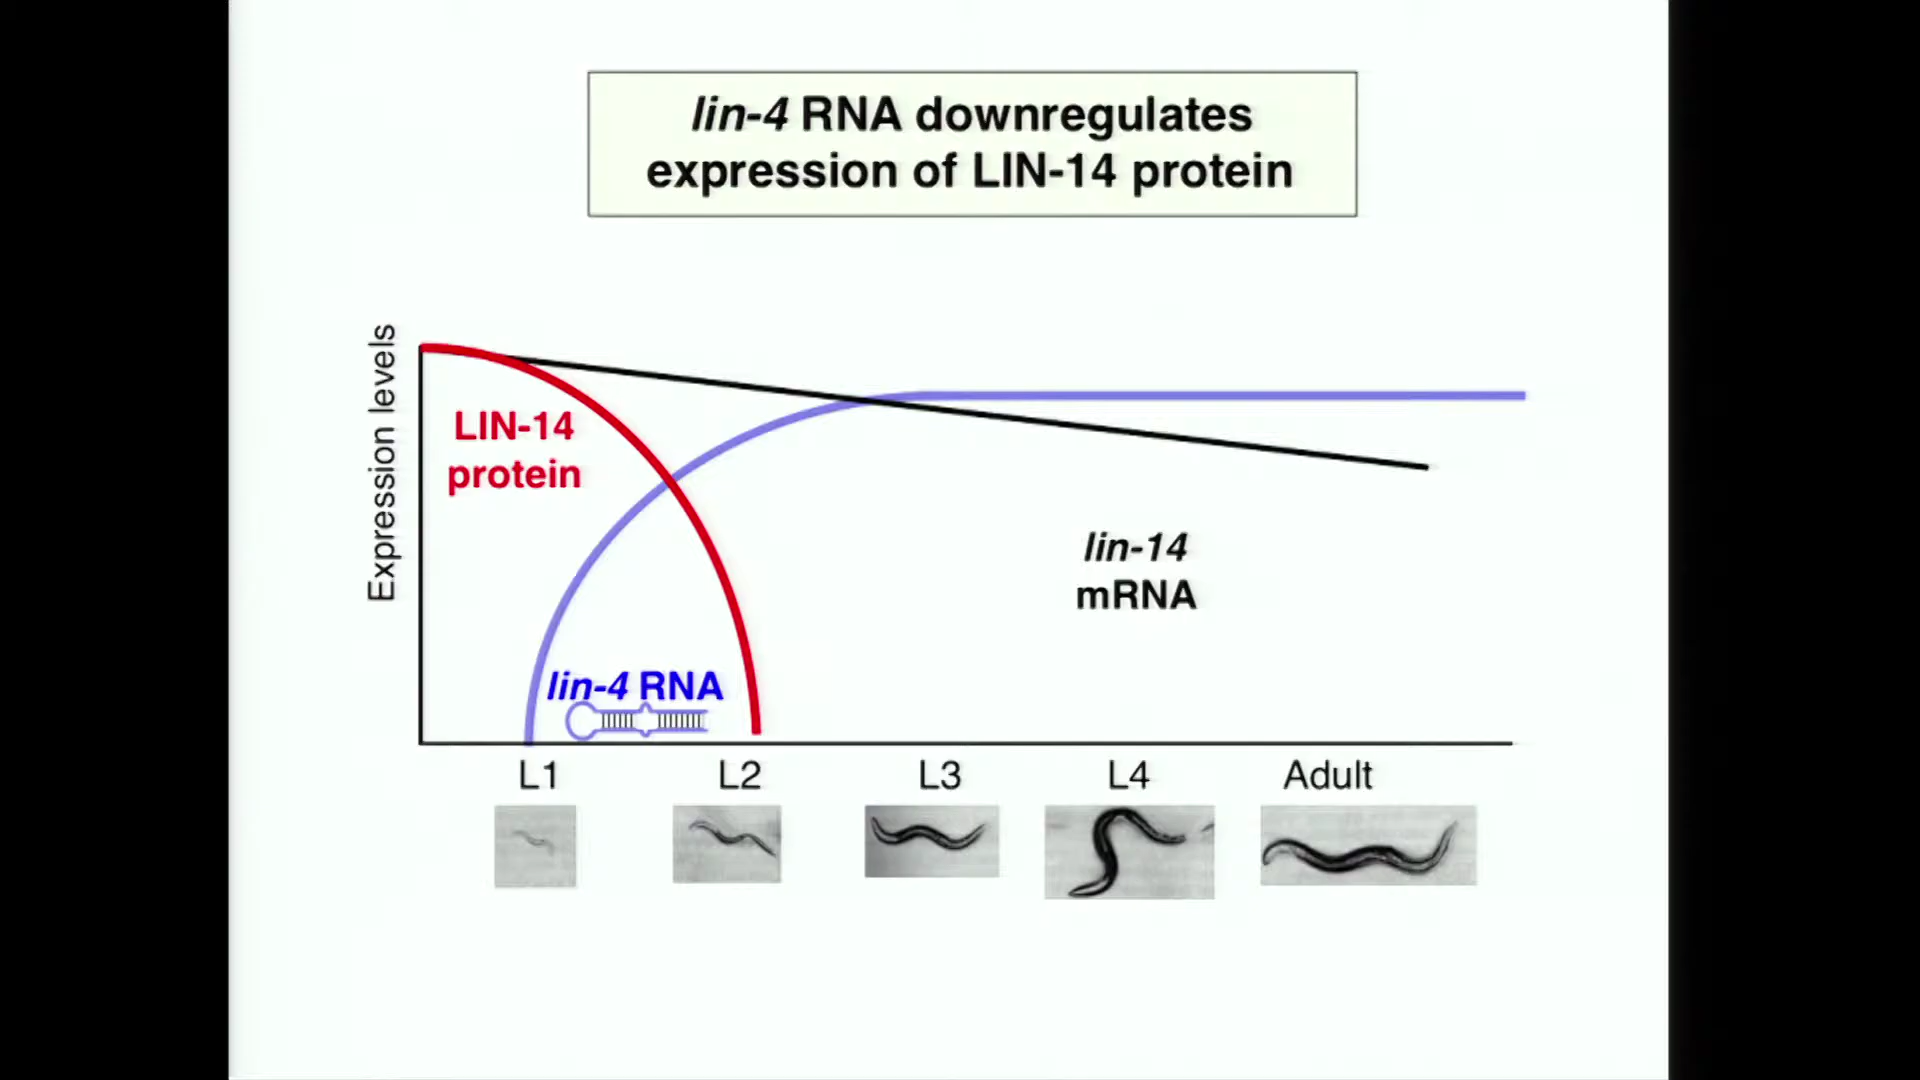 lin-4 RNA downregulates
expression of LIN-14 protein
Expression levels
LIN-14
protein
lin-14
mRNA
lin-4 RNA
L1 L2 L3 L4 Adult